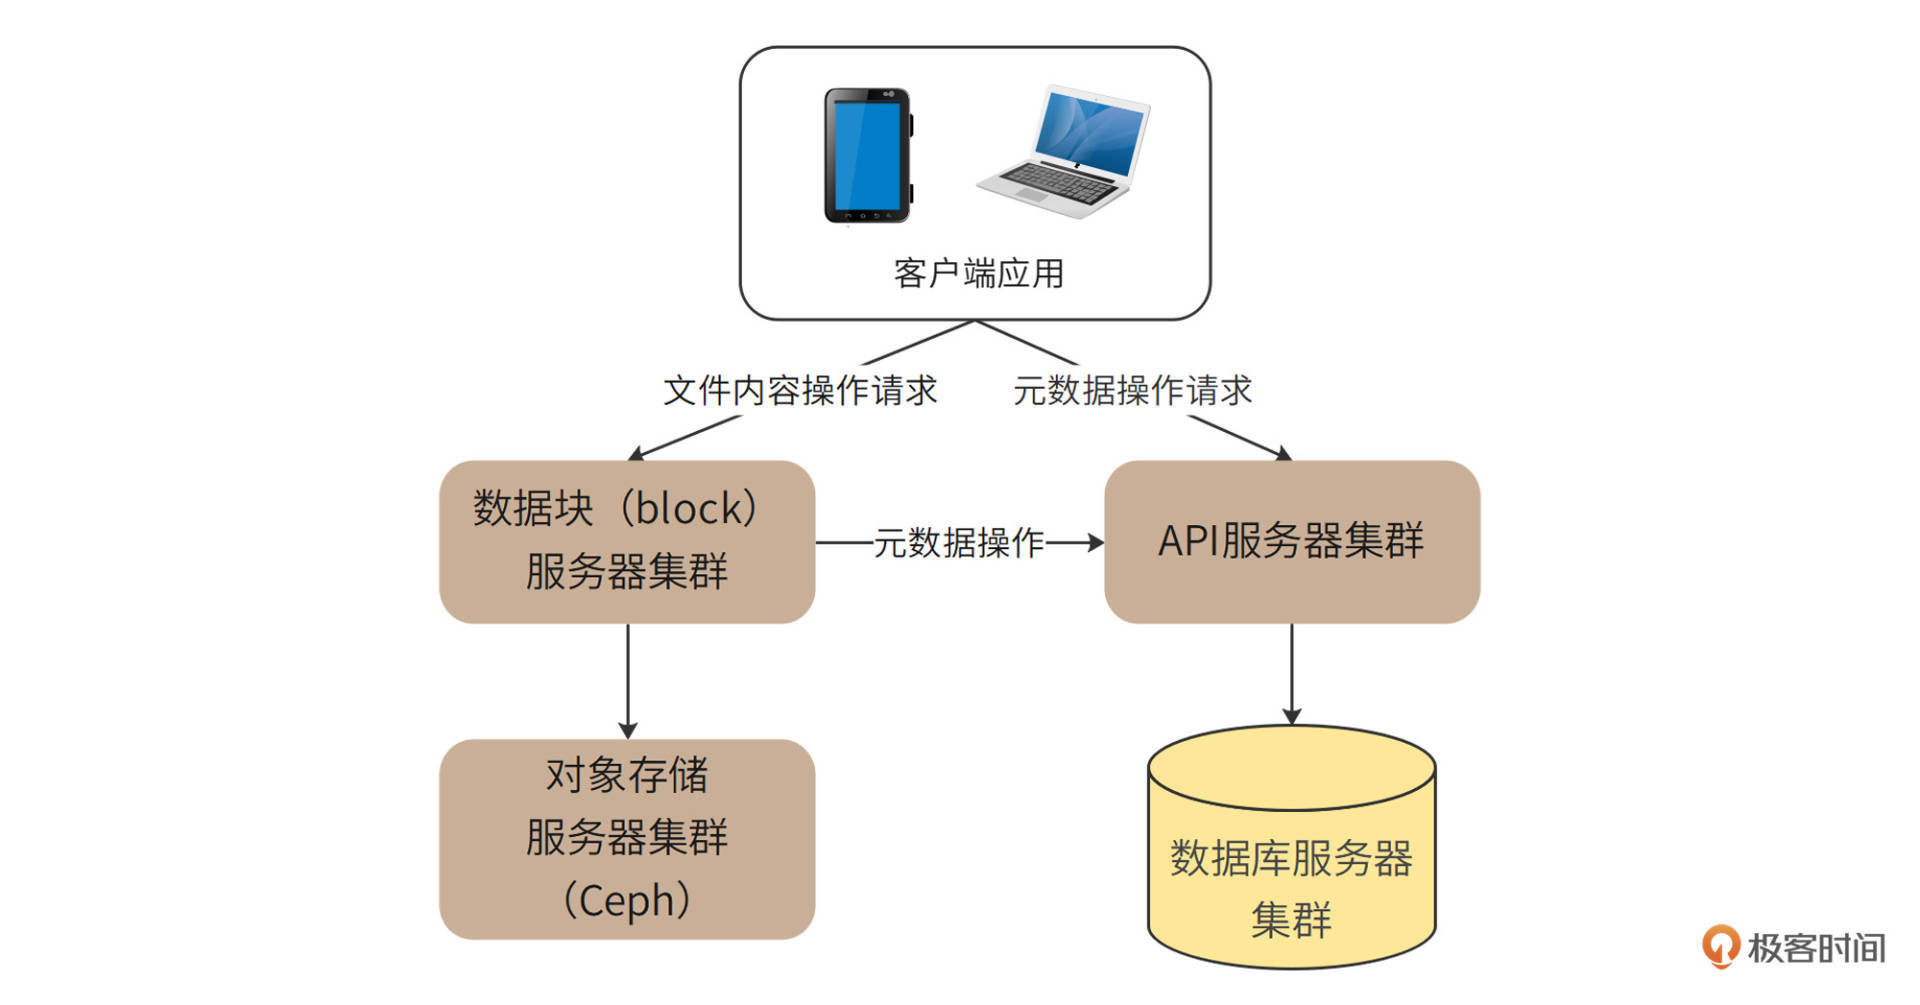 客户端应用
文件内容操作请求
元数据操作请求
数据块（block）
服务器集群
元数据操作
API服务器集群
对象存储
服务器集群
（Ceph）
数据库服务器
集群
极客时间